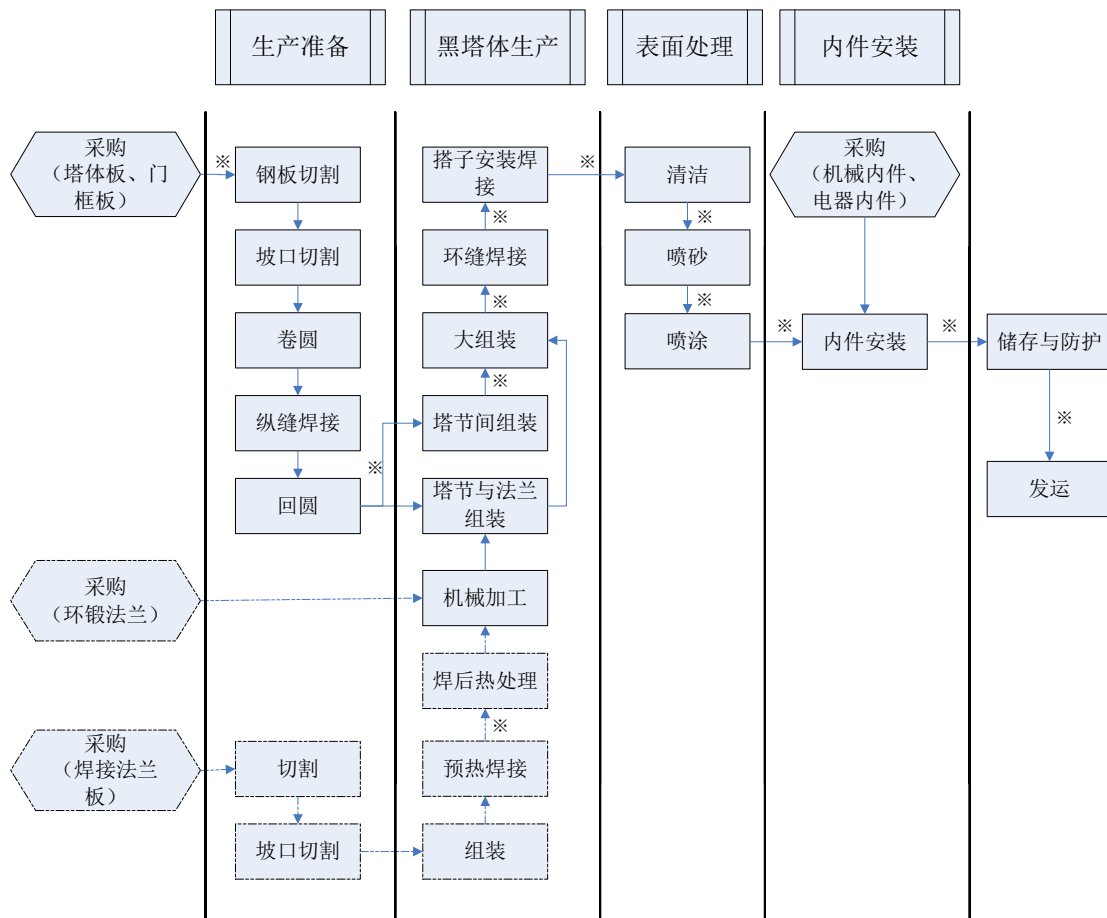 生产准备
黑塔体生产
表面处理
内件安装
采购
（塔体板、门
框板）
※
钢板切割
搭子安装焊
接
※
清洁
采购
（机械内件、
电器内件）
※
※
坡口切割
环缝焊接
喷砂
※
※
卷圆
大组装
喷涂
※
内件安装
※
储存与防护
※
纵缝焊接
塔节间组装
※
※
回圆
塔节与法兰
组装
发运
采购
（环锻法兰）
机械加工
焊后热处理
※
采购
（焊接法兰
板）
切割
预热焊接
坡口切割
组装